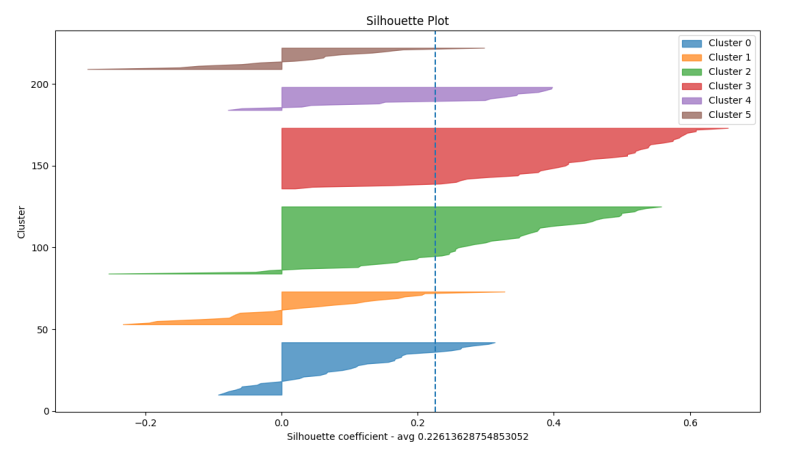 Silhouette Plot
Cluster 0
Cluster 1
Cluster 2
Cluster 3
Cluster 4
Cluster 5
200
150
100
50
0
Cluster
−0.2
0.0
0.2
0.4
0.6
Silhouette coefficient - avg 0.22613628754853052